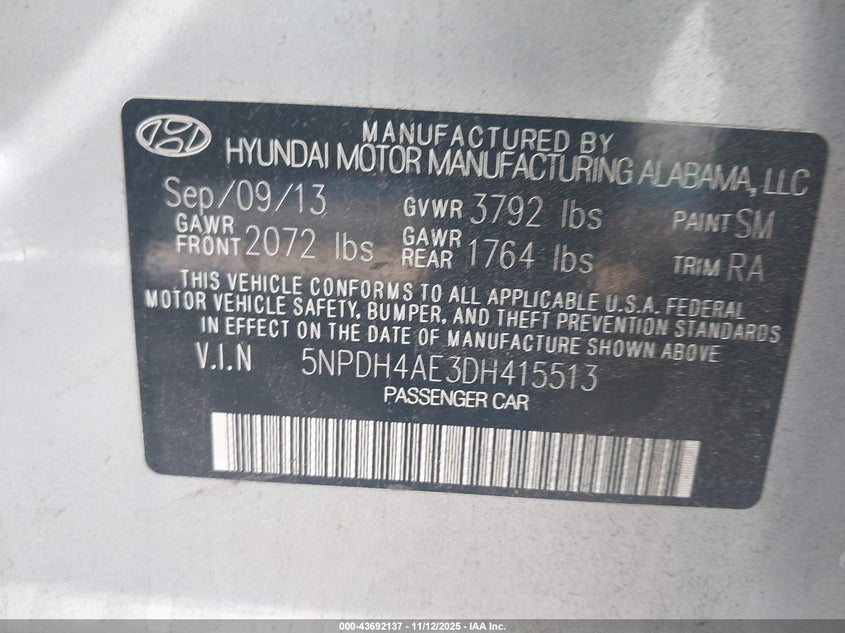 MANUFACTURED BY
HYUNDAI MOTOR MANUFACTURING ALABAMA, LLC
Sep/09/13 GVWR 3792 lbs PAINT SM
GAWR FRONT 2072 lbs GAWR REAR 1764 lbs TRIM RA
THIS VEHICLE CONFORMS TO ALL APPLICABLE U.S.A. FEDERAL
MOTOR VEHICLE SAFETY, BUMPER, AND THEFT PREVENTION STANDARDS
IN EFFECT ON THE DATE OF MANUFACTURE SHOWN ABOVE
V.I.N 5NPDH4AE3DH415513
PASSENGER CAR
000-43692137 - 11/12/2025 - IAA Inc.